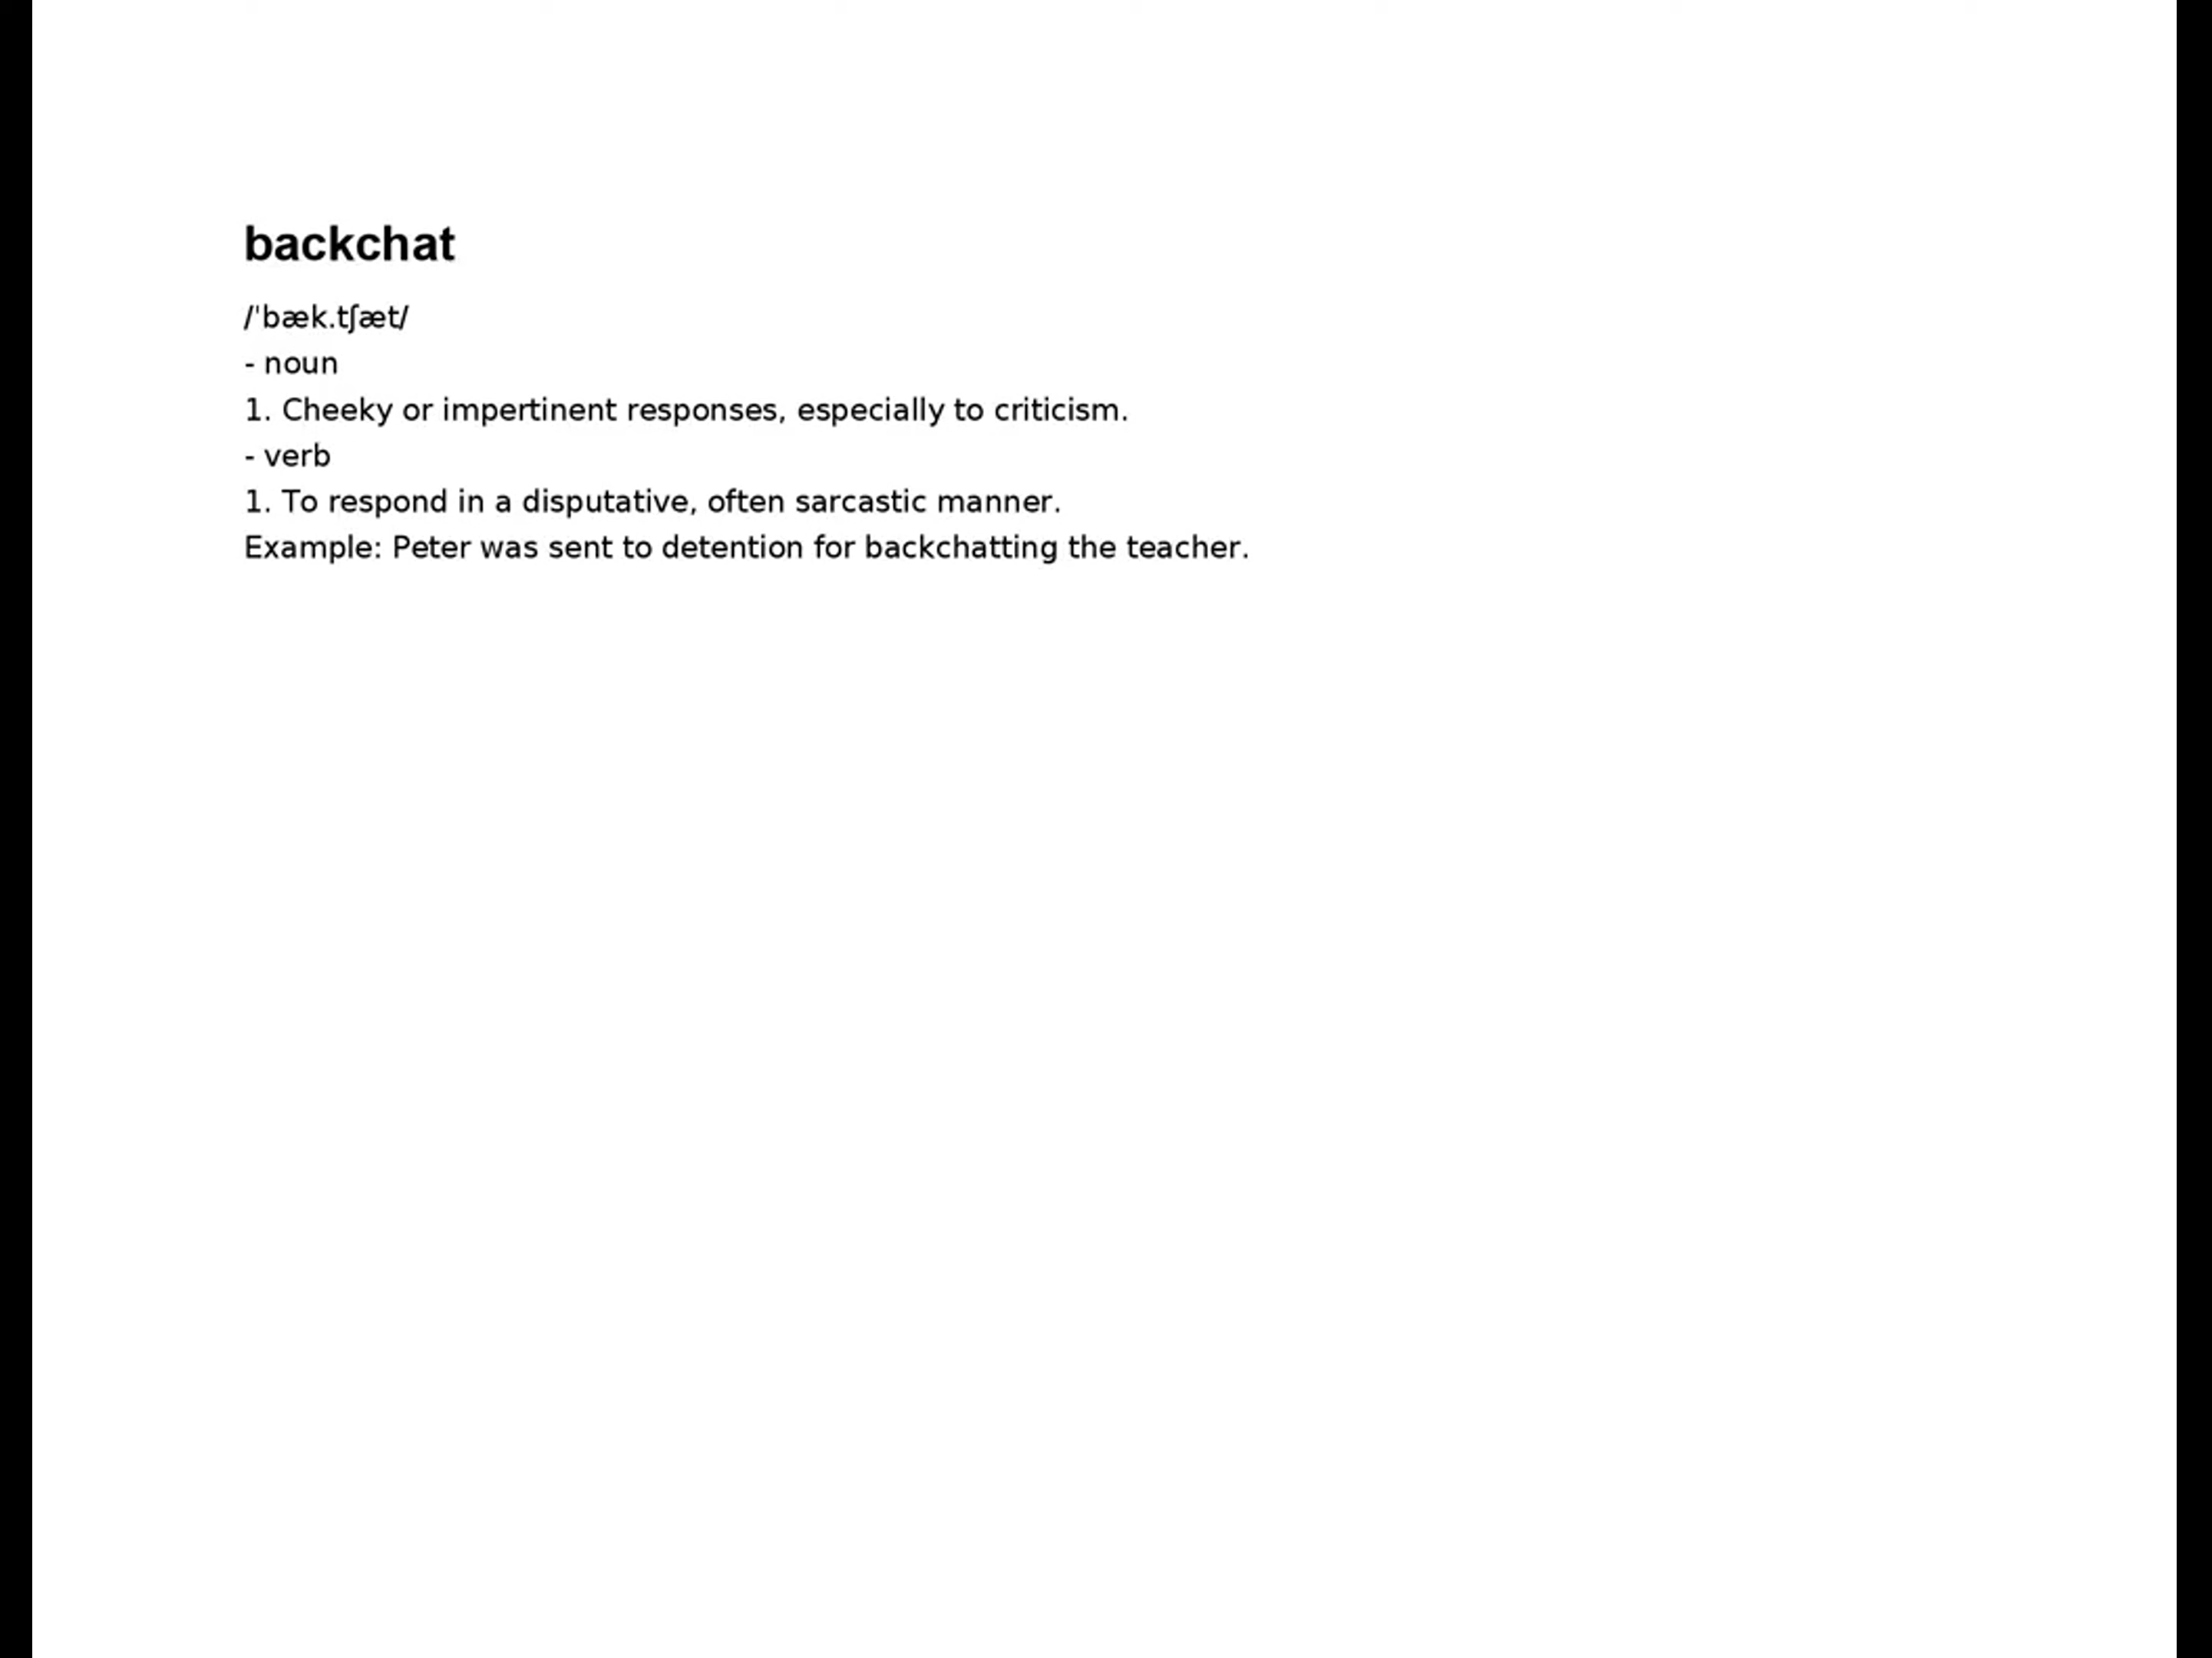 backchat
/ˈbæk.tʃæt/
- noun
1. Cheeky or impertinent responses, especially to criticism.
- verb
1. To respond in a disputative, often sarcastic manner.
Example: Peter was sent to detention for backchatting the teacher.